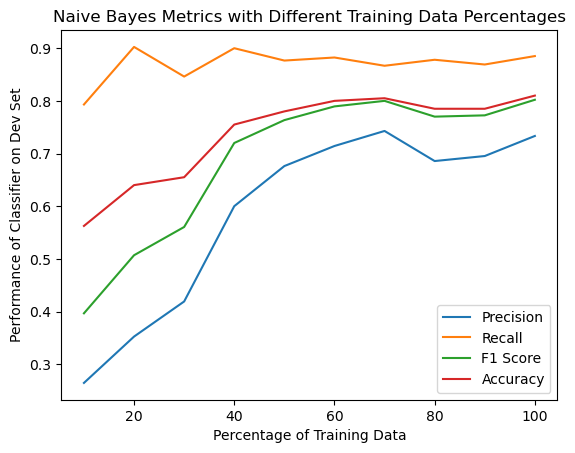 Naive Bayes Metrics with Different Training Data Percentages
Performance of Classifier on Dev Set
0.9
0.8
0.7
0.6
0.5
0.4
0.3
Precision
Recall
F1 Score
Accuracy
20
40
60
80
100
Percentage of Training Data